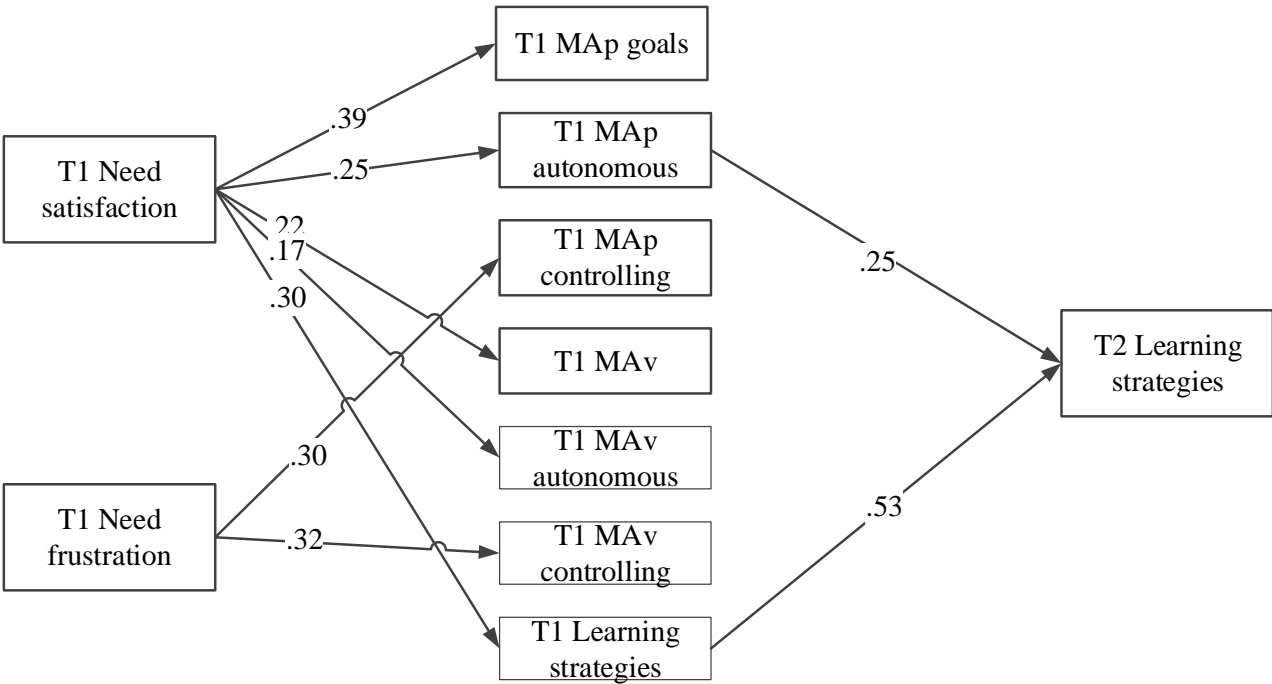 T1 MAp goals
.39
T1 Need
satisfaction
T1 MAp
autonomous
.25
.22
.17
.30
T1 MAp
controlling
.25
T1 MAv
T2 Learning
strategies
T1 MAv
autonomous
.30
T1 Need
frustration
.53
.32
T1 MAv
controlling
T1 Learning
strategies